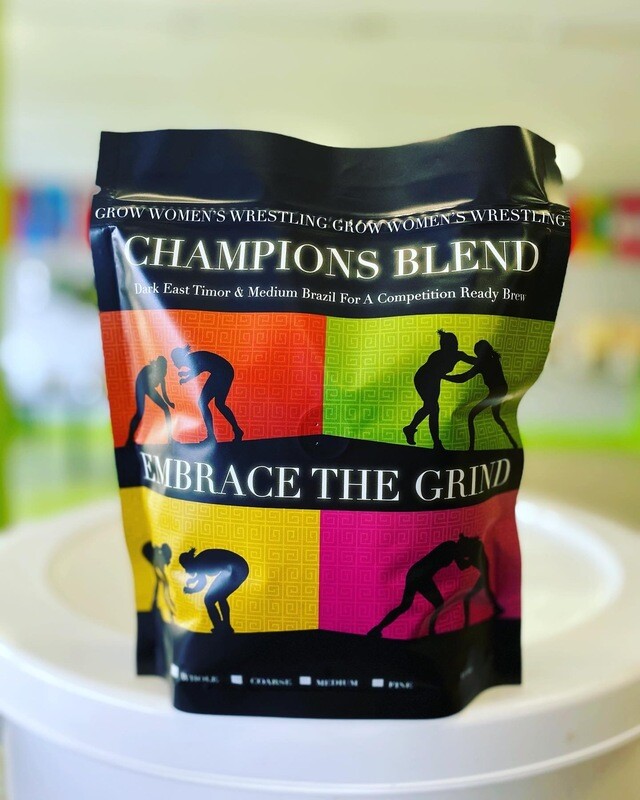 GROW WOMEN'S WRESTLING GROW WOMEN'S WRESTLING
CHAMPIONS BLEND
Dark East Timor & Medium Brazil For A Competition Ready Brew
EMBRACE THE GRIND
WHOLE COARSE MEDIUM FINE